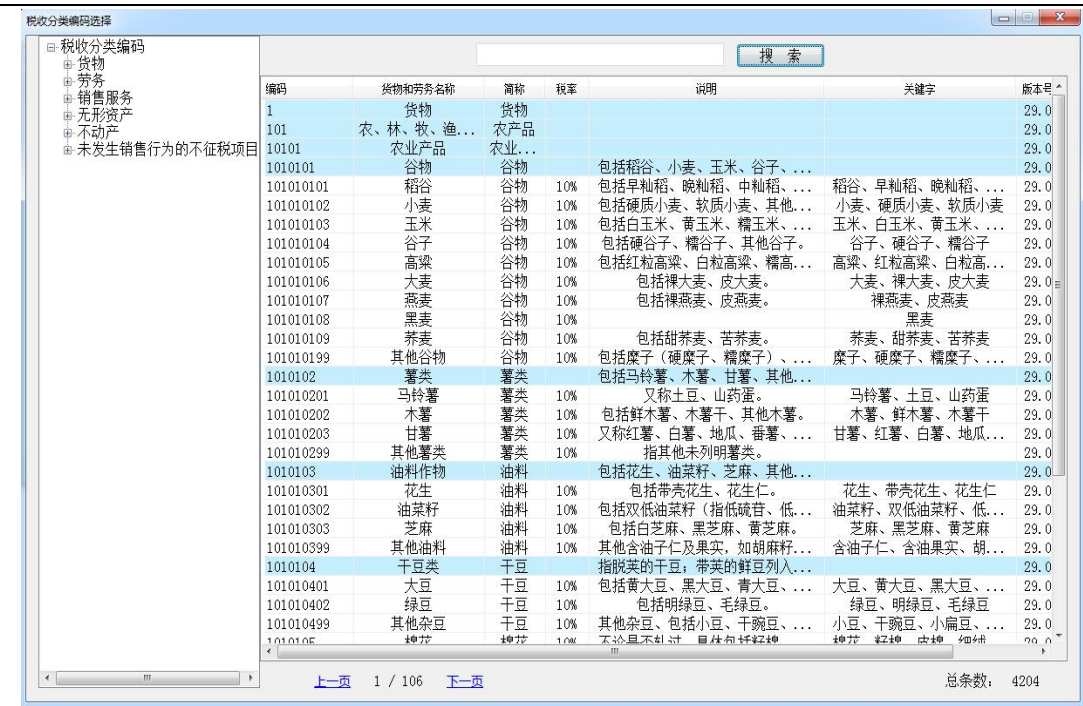 税收分类编码选择
税收分类编码
货物
劳务
销售服务
无形资产
不动产
未发生销售行为的不征税项目
搜 索
编码 货物和劳务名称 简称 税率 说明 关键字 版本号
1 货物 货物 29.0
101 农、林、牧、渔... 农产品 29.0
10101 农业产品 农业... 29.0
1010101 谷物 谷物 包括稻谷、小麦、玉米、谷子、... 29.0
101010101 稻谷 谷物 10% 包括早籼稻、晚籼稻、中籼稻、... 稻谷、早籼稻、晚籼稻、... 29.0
101010102 小麦 谷物 10% 包括硬质小麦、软质小麦、其他... 小麦、硬质小麦、软质小麦 29.0
101010103 玉米 谷物 10% 包括白玉米、黄玉米、糯玉米、... 玉米、白玉米、黄玉米、... 29.0
101010104 谷子 谷物 10% 包括硬谷子、糯谷子、其他谷子。 谷子、硬谷子、糯谷子 29.0
101010105 高粱 谷物 10% 包括红粒高粱、白粒高粱、糯高... 高粱、红粒高粱、白粒高... 29.0
101010106 大麦 谷物 10% 包括裸大麦、皮大麦。 大麦、裸大麦、皮大麦 29.0
101010107 燕麦 谷物 10% 包括裸燕麦、皮燕麦。 裸燕麦、皮燕麦 29.0
101010108 黑麦 谷物 10% 黑麦 29.0
101010109 荞麦 谷物 10% 包括甜荞麦、苦荞麦。 荞麦、甜荞麦、苦荞麦 29.0
101010199 其他谷物 谷物 10% 包括糜子（硬糜子、糯糜子）、... 糜子、硬糜子、糯糜子、... 29.0
1010102 薯类 薯类 包括马铃薯、木薯、甘薯、其他... 29.0
101010201 马铃薯 薯类 10% 又称土豆、山药蛋。 马铃薯、土豆、山药蛋 29.0
101010202 木薯 薯类 10% 包括鲜木薯、木薯干、其他木薯。 木薯、鲜木薯、木薯干 29.0
101010203 甘薯 薯类 10% 又称红薯、白薯、地瓜、番薯、... 甘薯、红薯、白薯、地瓜... 29.0
101010299 其他薯类 薯类 10% 指其他未列明薯类。 29.0
1010103 油料作物 油料 包括花生、油菜籽、芝麻、其他... 29.0
101010301 花生 油料 10% 包括带壳花生、花生仁。 花生、带壳花生、花生仁 29.0
101010302 油菜籽 油料 10% 包括双低油菜籽（指低硫苷、低... 油菜籽、双低油菜籽、低... 29.0
101010303 芝麻 油料 10% 包括白芝麻、黑芝麻、黄芝麻。 芝麻、黑芝麻、黄芝麻 29.0
101010399 其他油料 油料 10% 其他含油子仁及果实，如胡麻籽... 含油子仁、含油果实、胡... 29.0
1010104 干豆类 干豆 指脱荚的干豆；带荚的鲜豆列入... 29.0
101010401 大豆 干豆 10% 包括黄大豆、黑大豆、青大豆、... 大豆、黄大豆、黑大豆、... 29.0
101010402 绿豆 干豆 10% 包括明绿豆、毛绿豆。 绿豆、明绿豆、毛绿豆 29.0
101010499 其他杂豆 干豆 10% 其他杂豆、包括小豆、干豌豆、... 小豆、干豌豆、小扁豆、... 29.0
1010105 棉花 棉花 10% 不论是否轧过，具体包括籽棉、 棉花、籽棉、皮棉、细绒 29.0
上一页 1 / 106 下一页 总条数： 4204